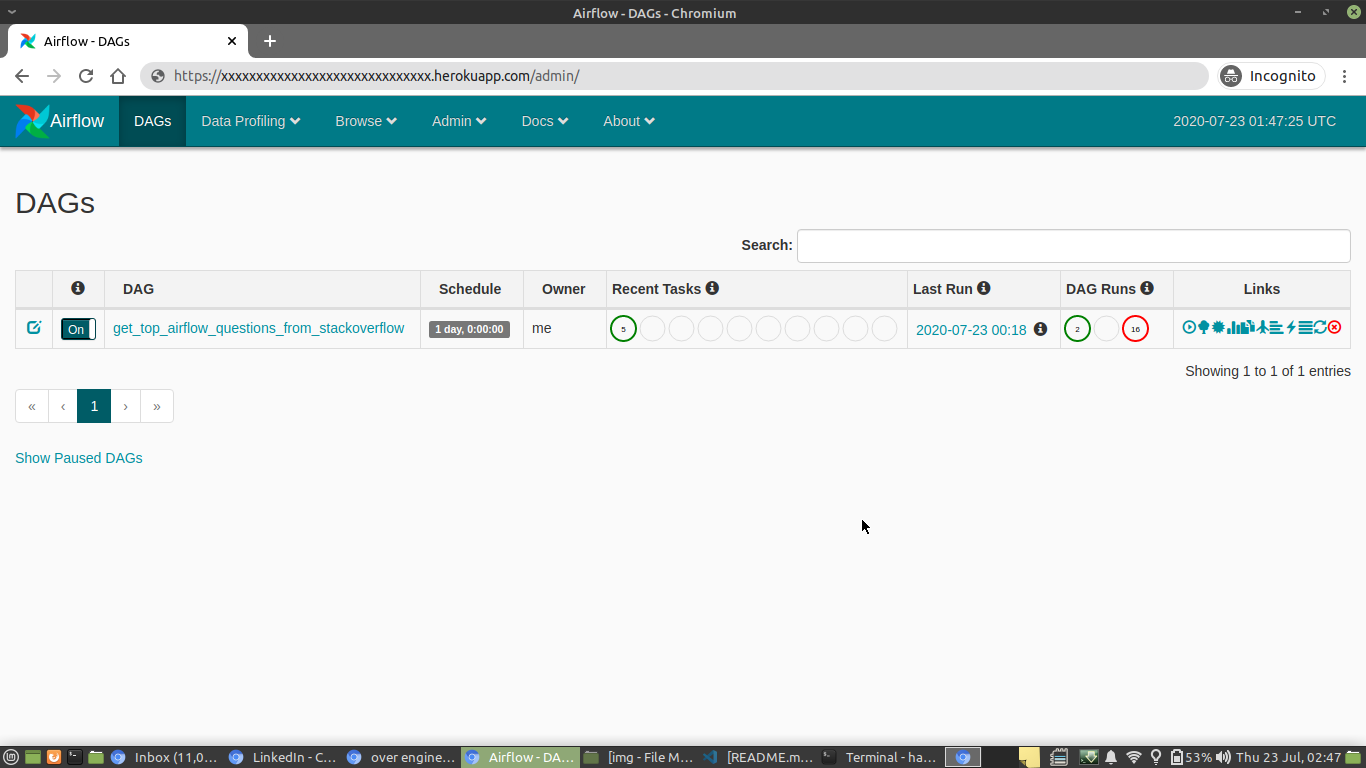 Airflow - DAGs - Chromium
Airflow - DAGs
https://xxxxxxxxxxxxxxxxxxxxxxxxxxxxxx.herokuapp.com/admin/
Incognito
Airflow DAGs Data Profiling Browse Admin Docs About 2020-07-23 01:47:25 UTC
DAGs
Search:
DAG Schedule Owner Recent Tasks Last Run DAG Runs Links
On get_top_airflow_questions_from_stackoverflow 1 day, 0:00:00 me 5 2020-07-23 00:18 2 16
Showing 1 to 1 of 1 entries
« ‹ 1 › »
Show Paused DAGs
Inbox (11,0... LinkedIn - C... over engine... Airflow - DA... [img - File M... [README.m... Terminal - ha... 53% Thu 23 Jul, 02:47